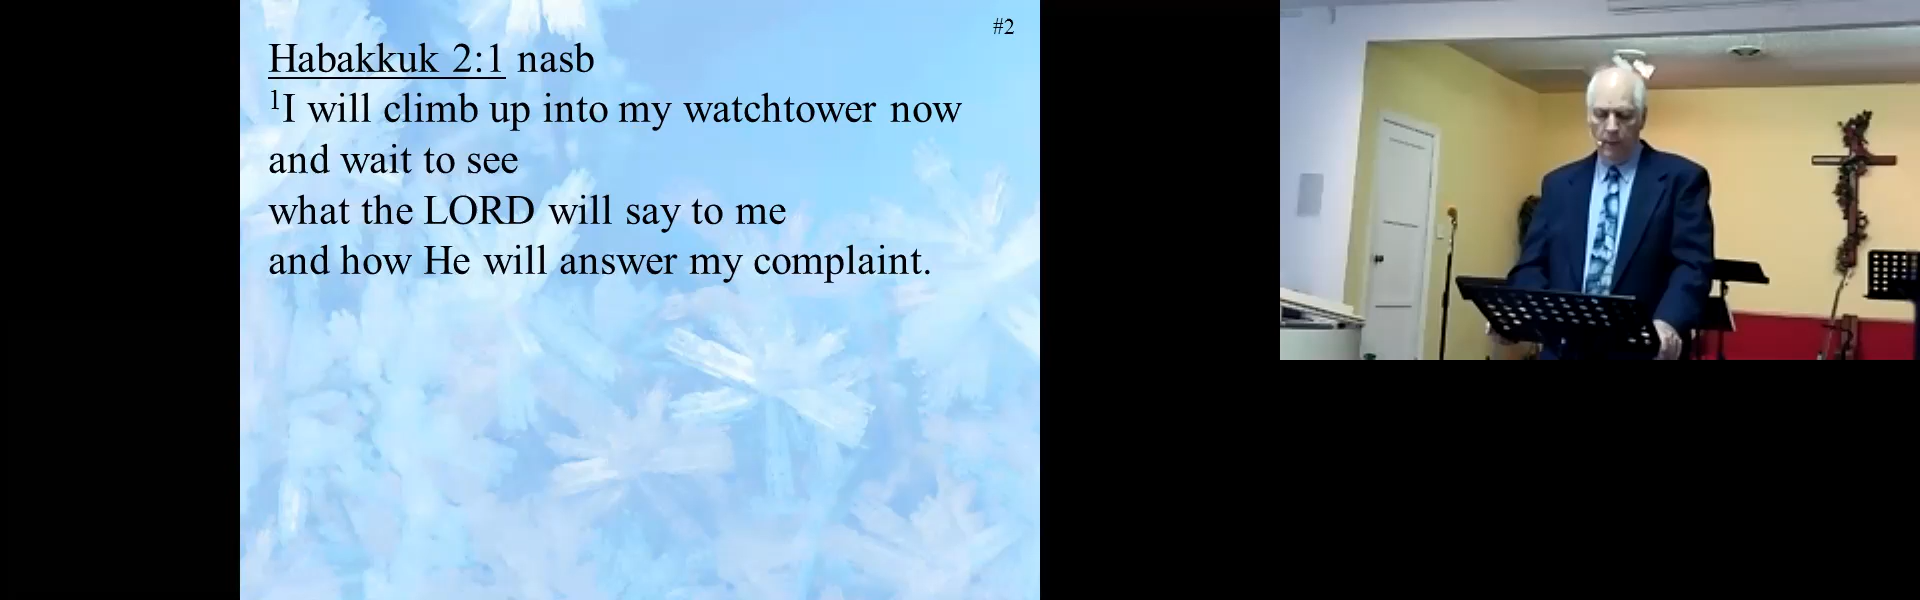 #2
Habakkuk 2:1 nasb
¹I will climb up into my watchtower now
and wait to see
what the LORD will say to me
and how He will answer my complaint.